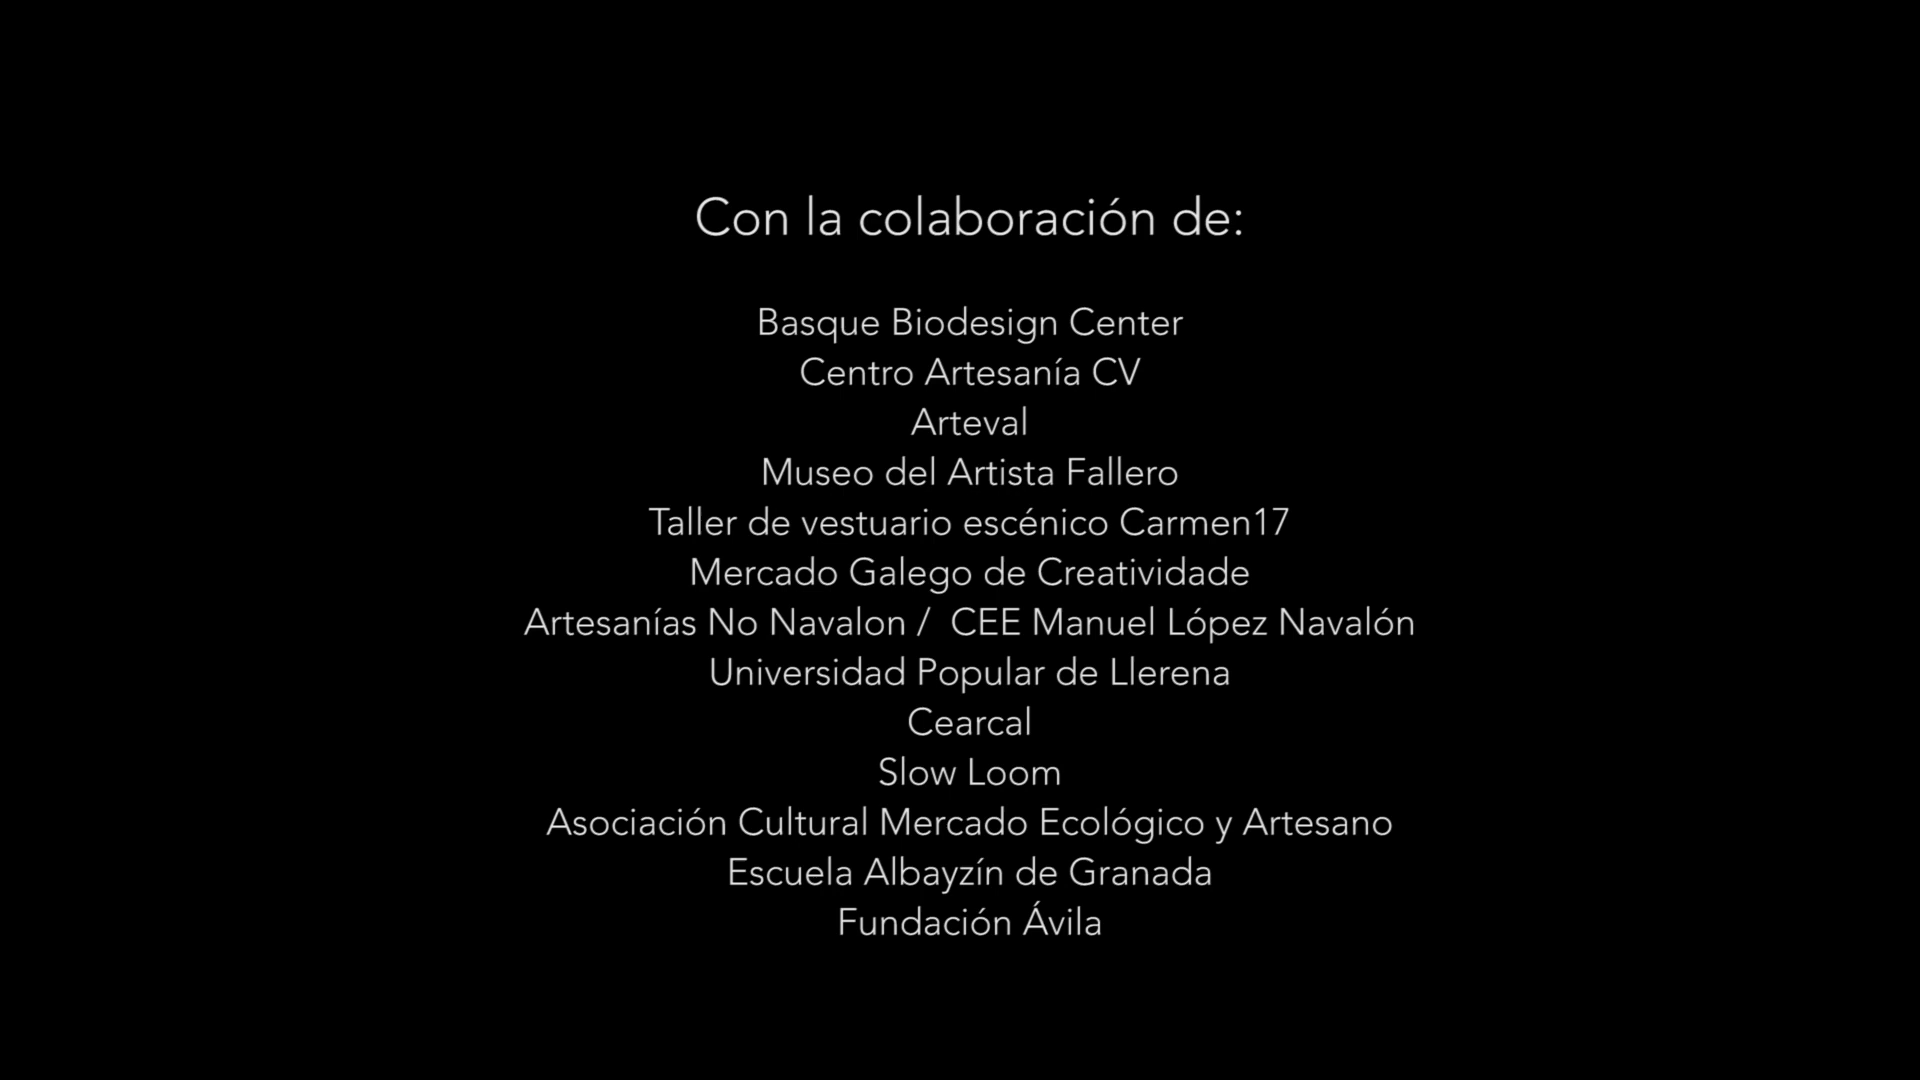 Con la colaboración de:
Basque Biodesign Center
Centro Artesanía CV
Arteval
Museo del Artista Fallero
Taller de vestuario escénico Carmen17
Mercado Galego de Creatividade
Artesanías No Navalon /  CEE Manuel López Navalón
Universidad Popular de Llerena
Cearcal
Slow Loom
Asociación Cultural Mercado Ecológico y Artesano
Escuela Albayzín de Granada
Fundación Ávila